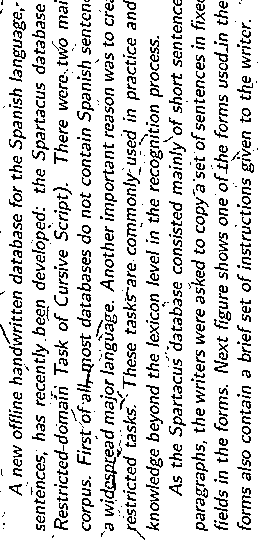 A new offline handwritten database for the Spanish language,
sentences, has recently been developed: the Spartacus database
Restricted-domain Task of Cursive Script). There were two mai
corpus. First of all, most databases do not contain Spanish senten
a widespread major language. Another important reason was to crea
restricted tasks. These tasks are commonly used in practice and
knowledge beyond the lexicon level in the recognition process.
As the Spartacus database consisted mainly of short sentence
paragraphs, the writers were asked to copy a set of sentences in fixed
fields in the forms. Next figure shows one of the forms used in the
forms also contain a brief set of instructions given to the writer.